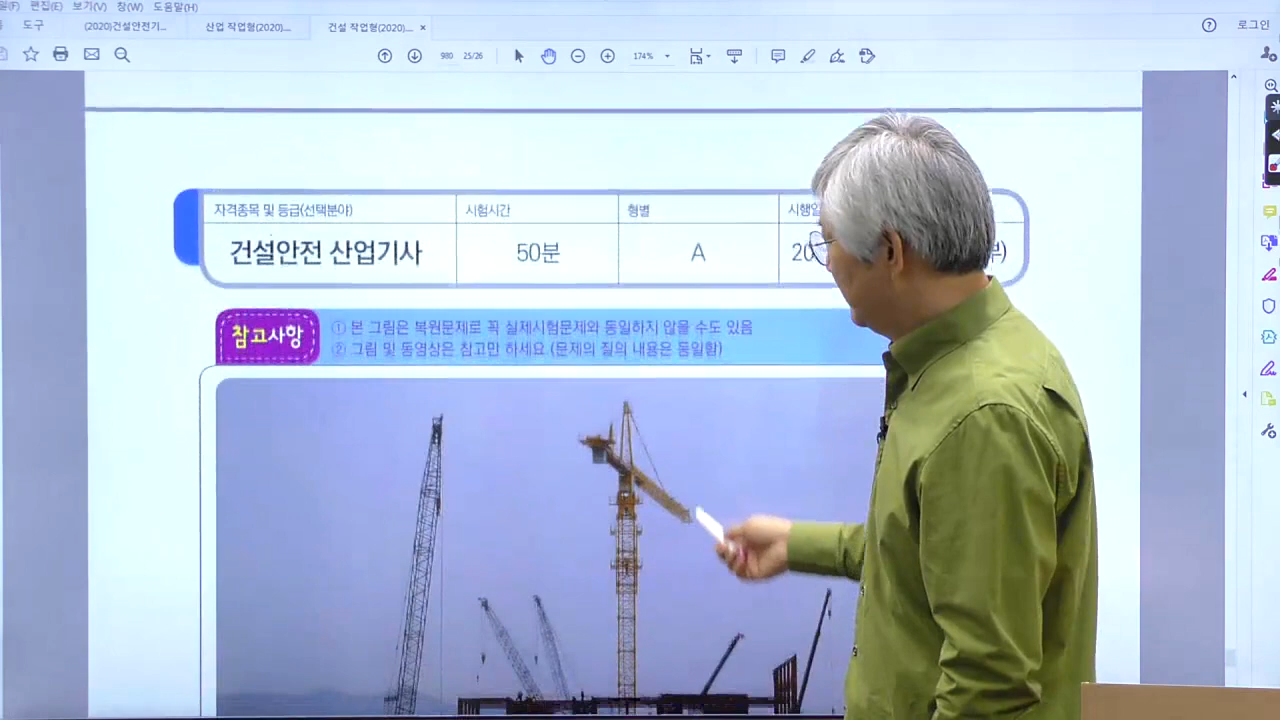 편집(E) 보기(V) 창(W) 도움말(H)
도구 (2020)건설안전기... 산업 작업형(2020)... 건설 작업형(2020)... × ? 로그인
980 25/26 174%
자격종목 및 등급(선택분야) 시험시간 형별
건설안전 산업기사 50분 A 20
참고사항
① 본 그림은 복원문제로 꼭 실제시험문제와 동일하지 않을 수도 있음
② 그림 및 동영상은 참고만 하세요 (문제의 질의 내용은 동일함)